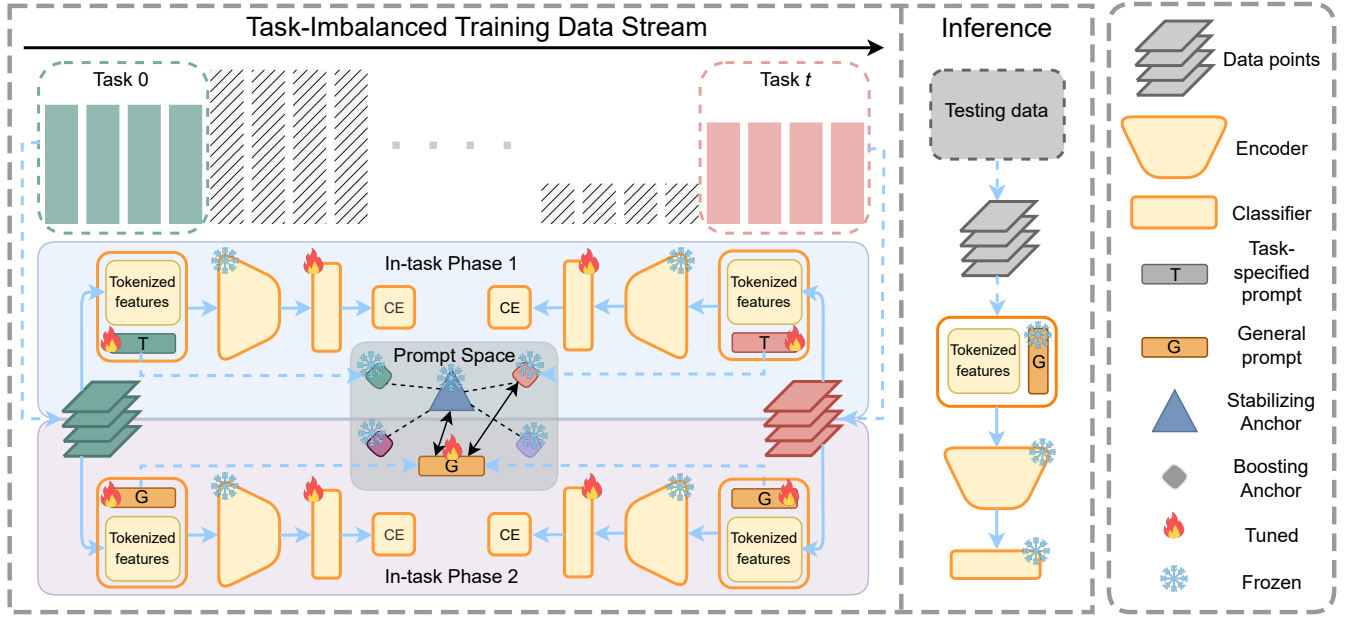 Task-Imbalanced Training Data Stream
Task 0
Task t
In-task Phase 1
Tokenized
features
T
CE
CE
Tokenized
features
T
Prompt Space
G
G
Tokenized
features
CE
CE
G
Tokenized
features
In-task Phase 2
Inference
Testing data
Tokenized
features
G
Data points
Encoder
Classifier
T
Task-
specified
prompt
G
General
prompt
Stabilizing
Anchor
Boosting
Anchor
Tuned
Frozen